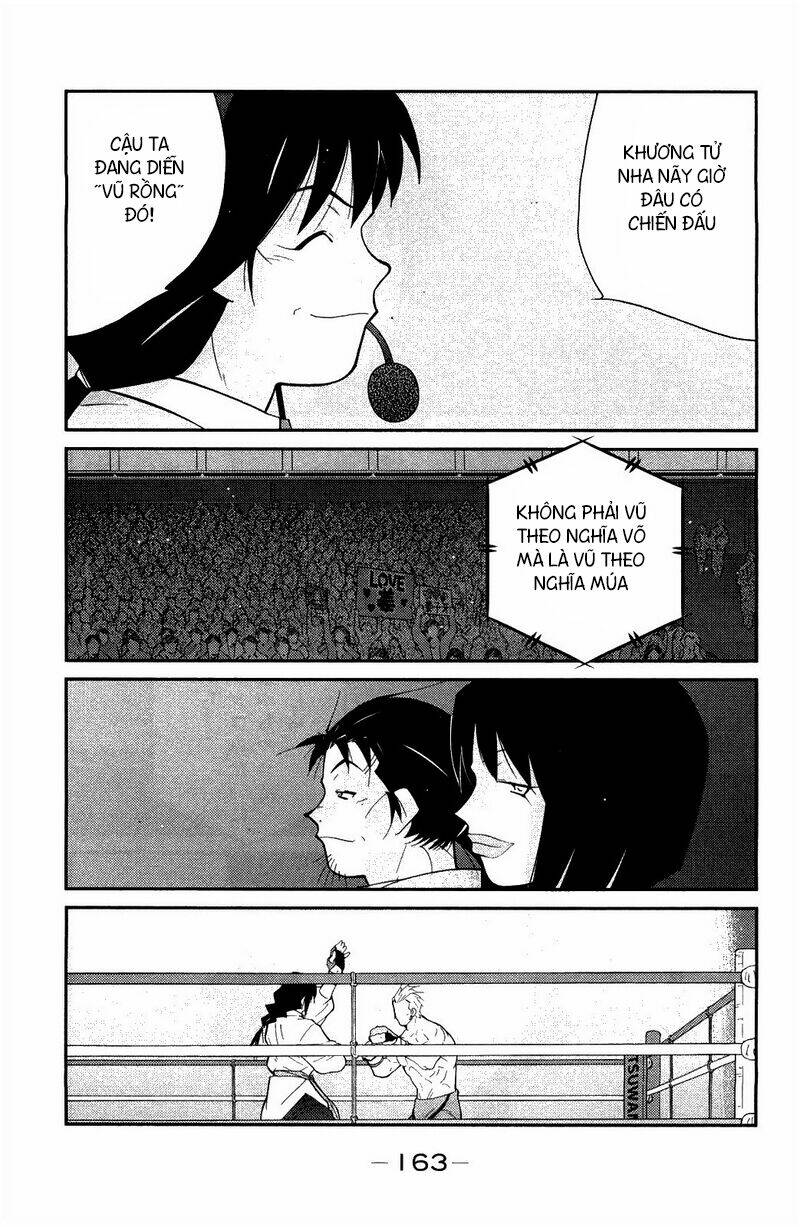 KHƯƠNG TỬ
NHA NÃY GIỜ
ĐÂU CÓ
CHIẾN ĐẤU
CẬU TA
ĐANG DIỄN
˝VŨ RỒNG˝
ĐÓ!
KHÔNG PHẢI VŨ
THEO NGHĨA VÕ
MÀ LÀ VŨ THEO
NGHĨA MÚA
LOVE
TSUWA
-163-